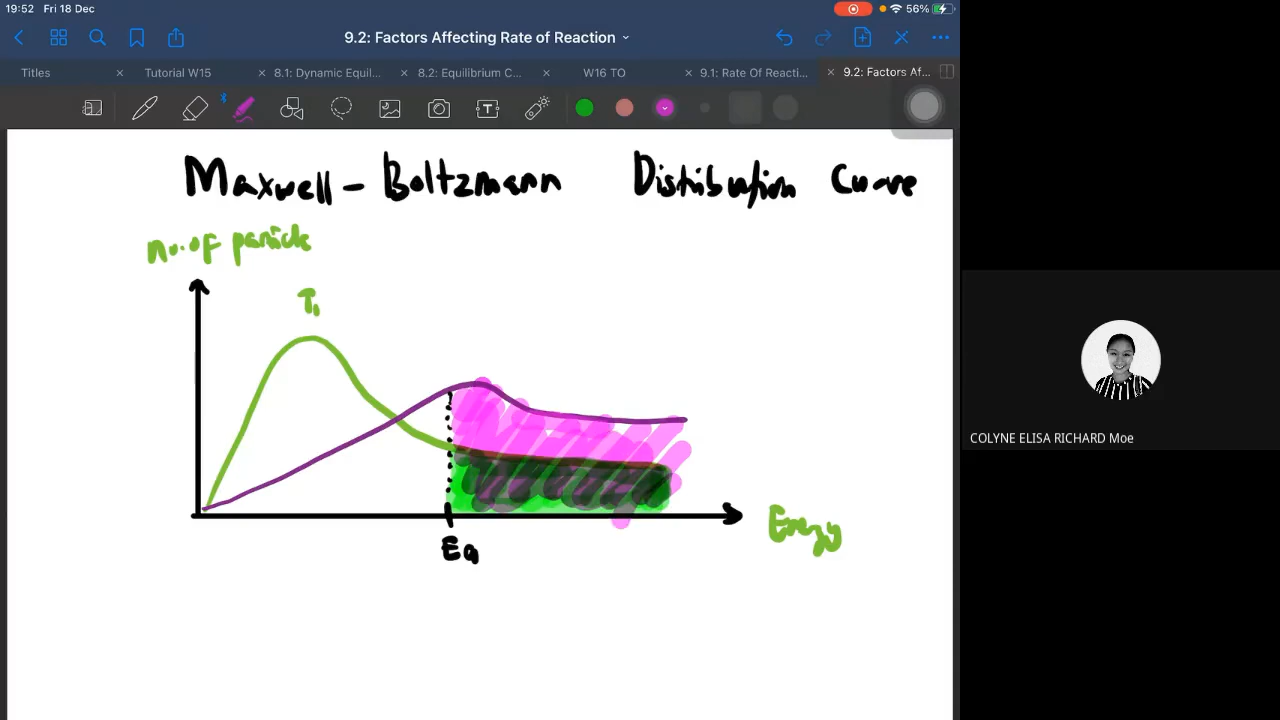 19:52 Fri 18 Dec
56%
9.2: Factors Affecting Rate of Reaction
Titles
Tutorial W15
8.1: Dynamic Equil...
8.2: Equilibrium C...
W16 TO
9.1: Rate Of Reacti...
9.2: Factors Af...
T
Maxwell - Boltzmann Distribution Curve
no. of particle
T1
Ea
Energy
COLYNE ELISA RICHARD Moe